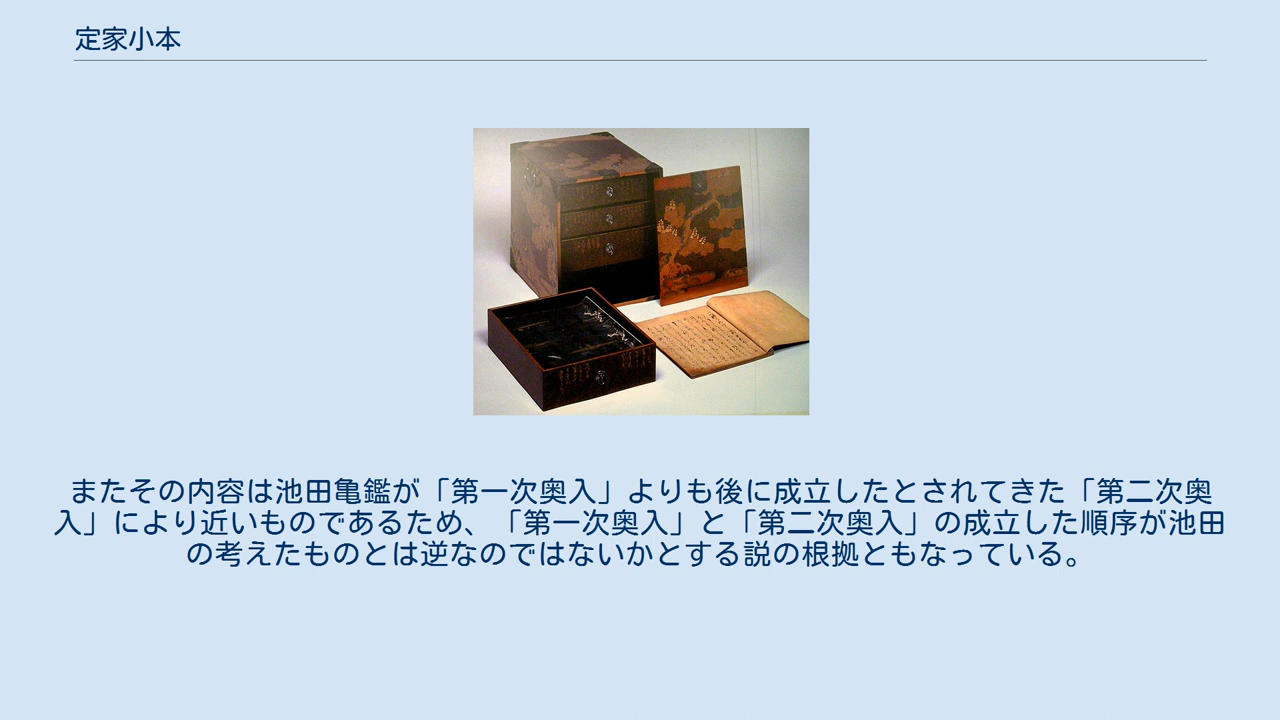 定家小本
またその内容は池田亀鑑が「第一次奥入」よりも後に成立したとされてきた「第二次奥
入」により近いものであるため、「第一次奥入」と「第二次奥入」の成立した順序が池田
の考えたものとは逆なのではないかとする説の根拠ともなっている。